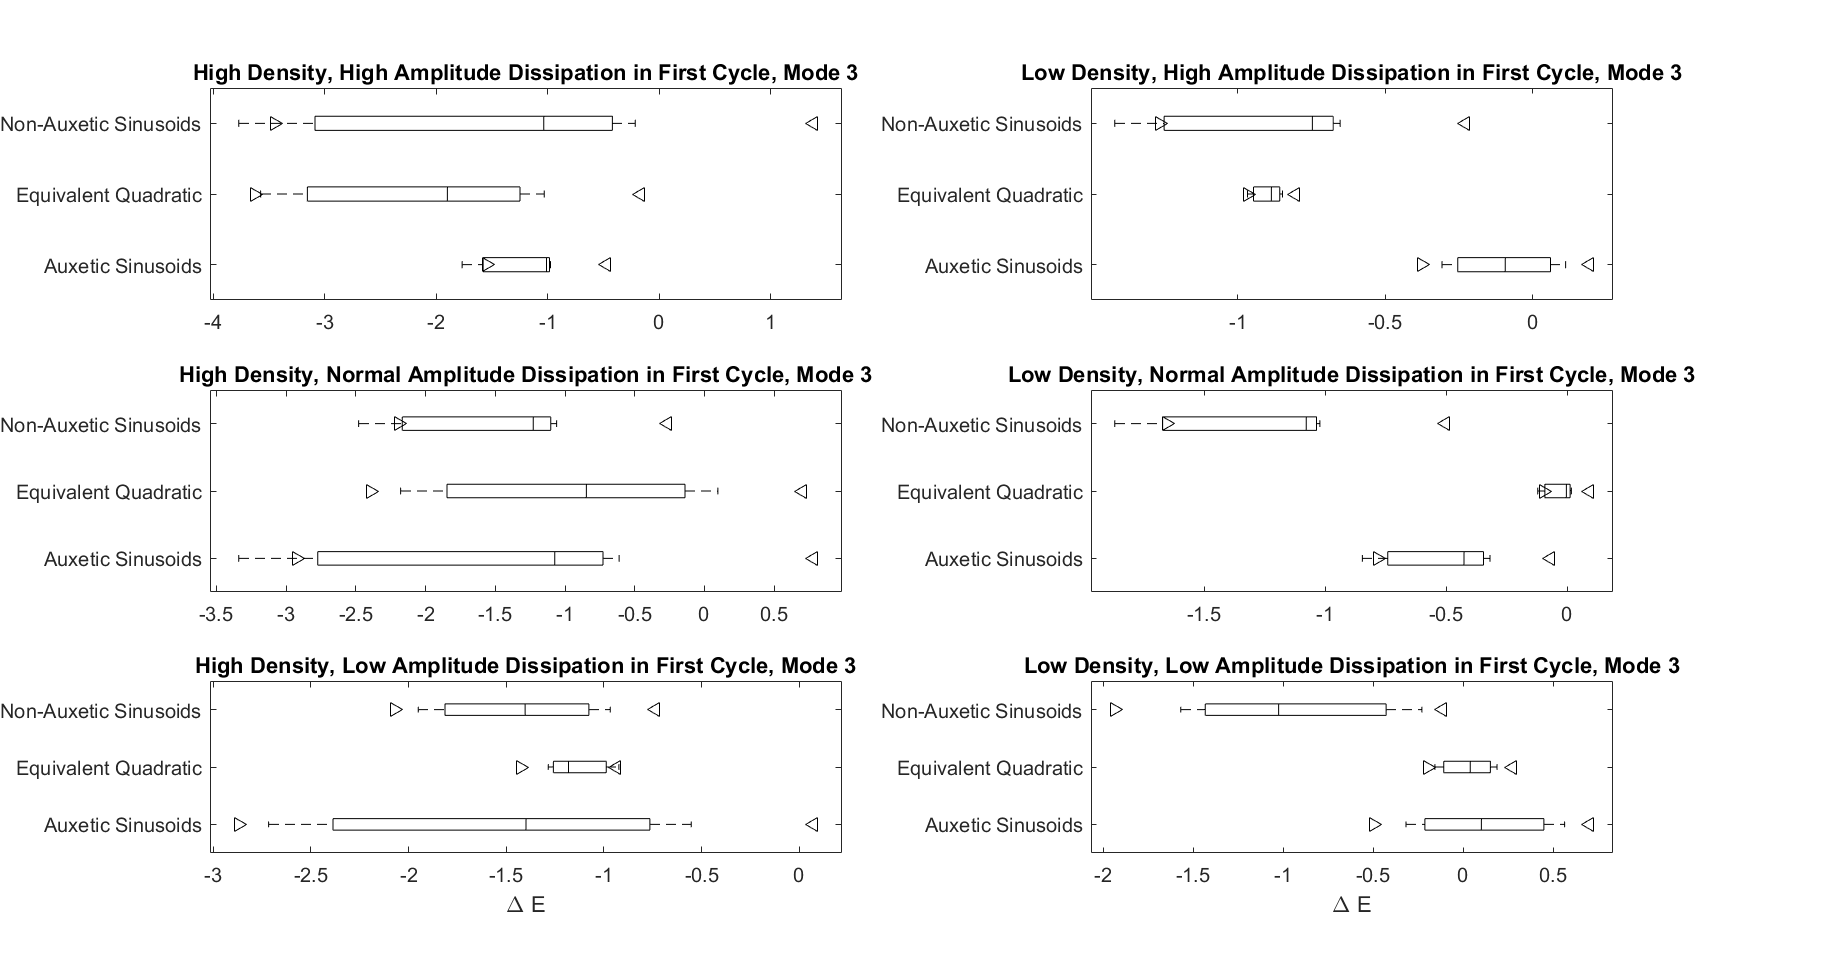 High Density, High Amplitude Dissipation in First Cycle, Mode 3
Non-Auxetic Sinusoids
Equivalent Quadratic
Auxetic Sinusoids
-4 -3 -2 -1 0 1
Low Density, High Amplitude Dissipation in First Cycle, Mode 3
Non-Auxetic Sinusoids
Equivalent Quadratic
Auxetic Sinusoids
-1 -0.5 0
High Density, Normal Amplitude Dissipation in First Cycle, Mode 3
Non-Auxetic Sinusoids
Equivalent Quadratic
Auxetic Sinusoids
-3.5 -3 -2.5 -2 -1.5 -1 -0.5 0 0.5
Low Density, Normal Amplitude Dissipation in First Cycle, Mode 3
Non-Auxetic Sinusoids
Equivalent Quadratic
Auxetic Sinusoids
-1.5 -1 -0.5 0
High Density, Low Amplitude Dissipation in First Cycle, Mode 3
Non-Auxetic Sinusoids
Equivalent Quadratic
Auxetic Sinusoids
-3 -2.5 -2 -1.5 -1 -0.5 0
Δ E
Low Density, Low Amplitude Dissipation in First Cycle, Mode 3
Non-Auxetic Sinusoids
Equivalent Quadratic
Auxetic Sinusoids
-2 -1.5 -1 -0.5 0 0.5
Δ E